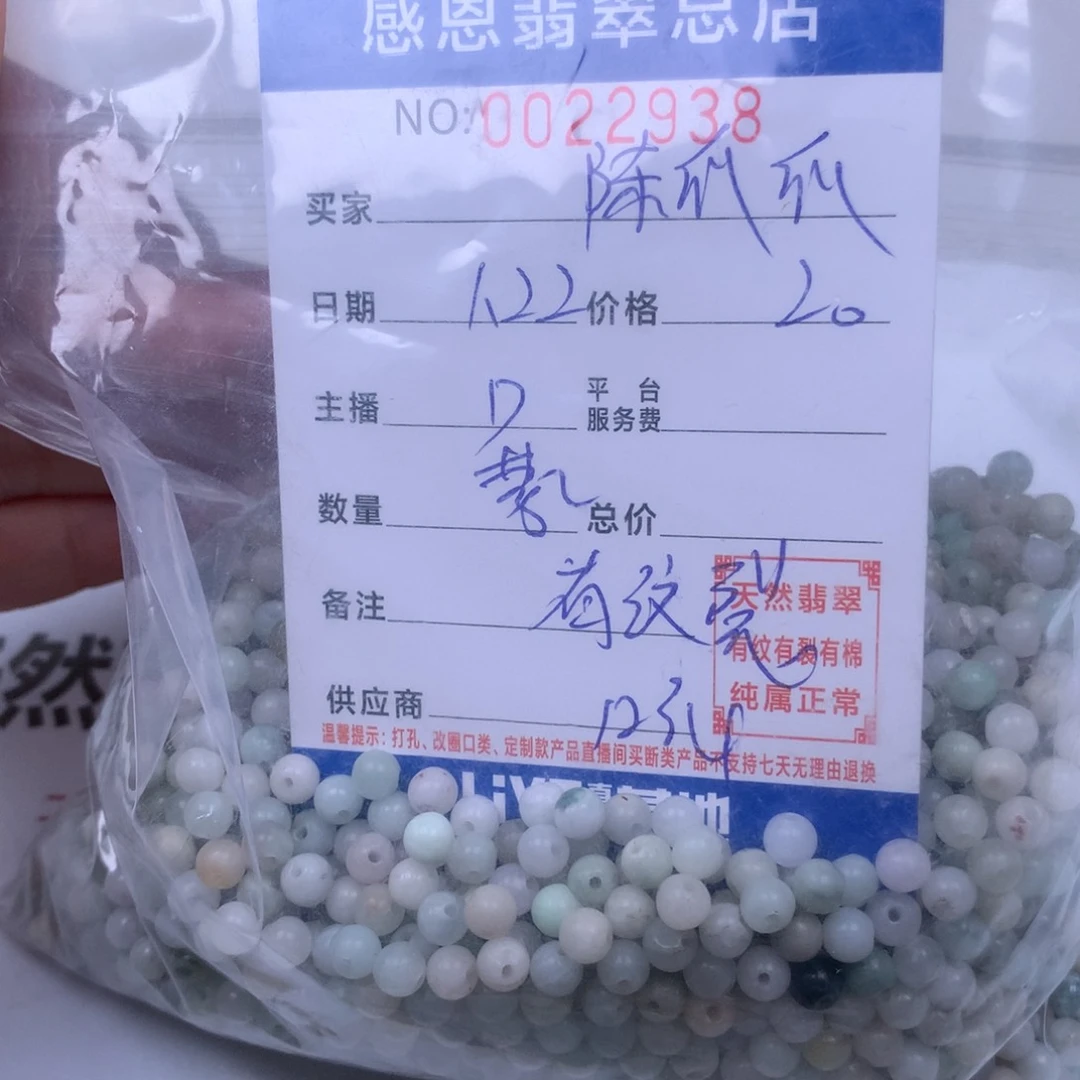 感恩翡翠总店
NO:0022938
买家 陈爪爪
日期 1.22 价格 20
主播 D 平台服务费
数量 总价
备注 有纹裂
天然翡翠
有纹有裂有棉
纯属正常
供应商
温馨提示:打孔、改圈口类、定制款产品直播间买断类产品不支持七天无理由退换
然